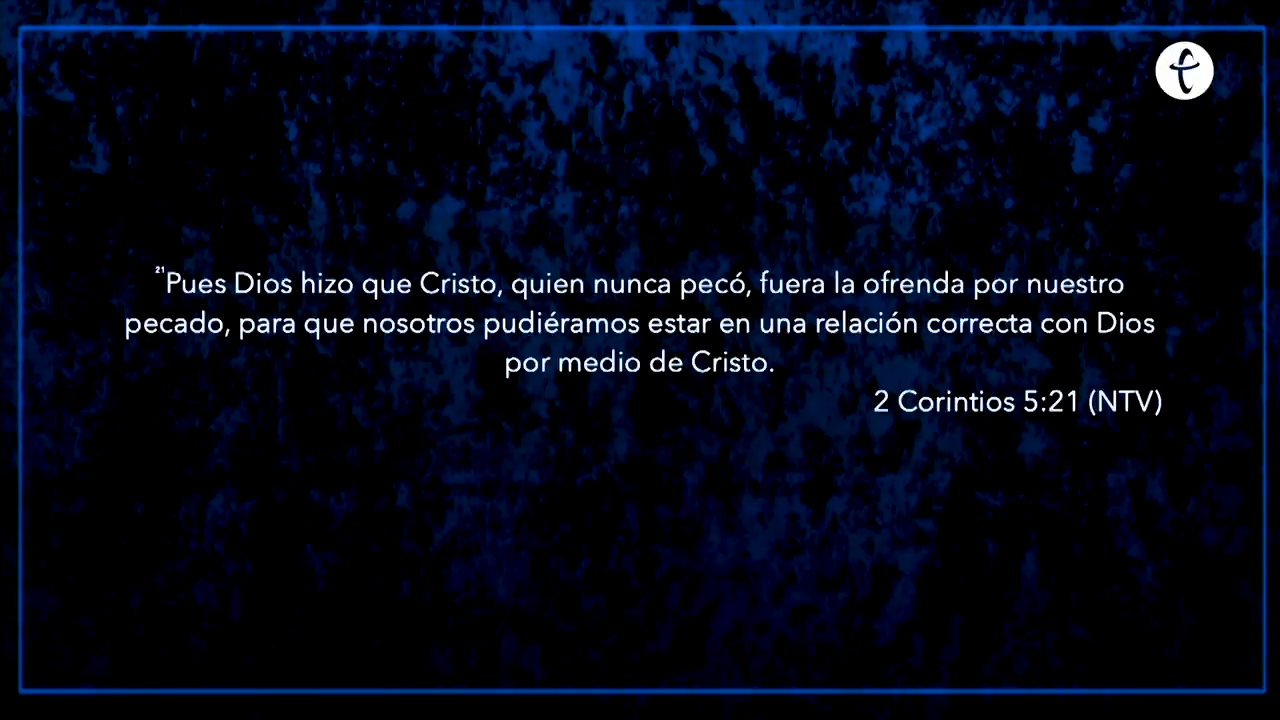 ²¹Pues Dios hizo que Cristo, quien nunca pecó, fuera la ofrenda por nuestro
pecado, para que nosotros pudiéramos estar en una relación correcta con Dios
por medio de Cristo.
2 Corintios 5:21 (NTV)